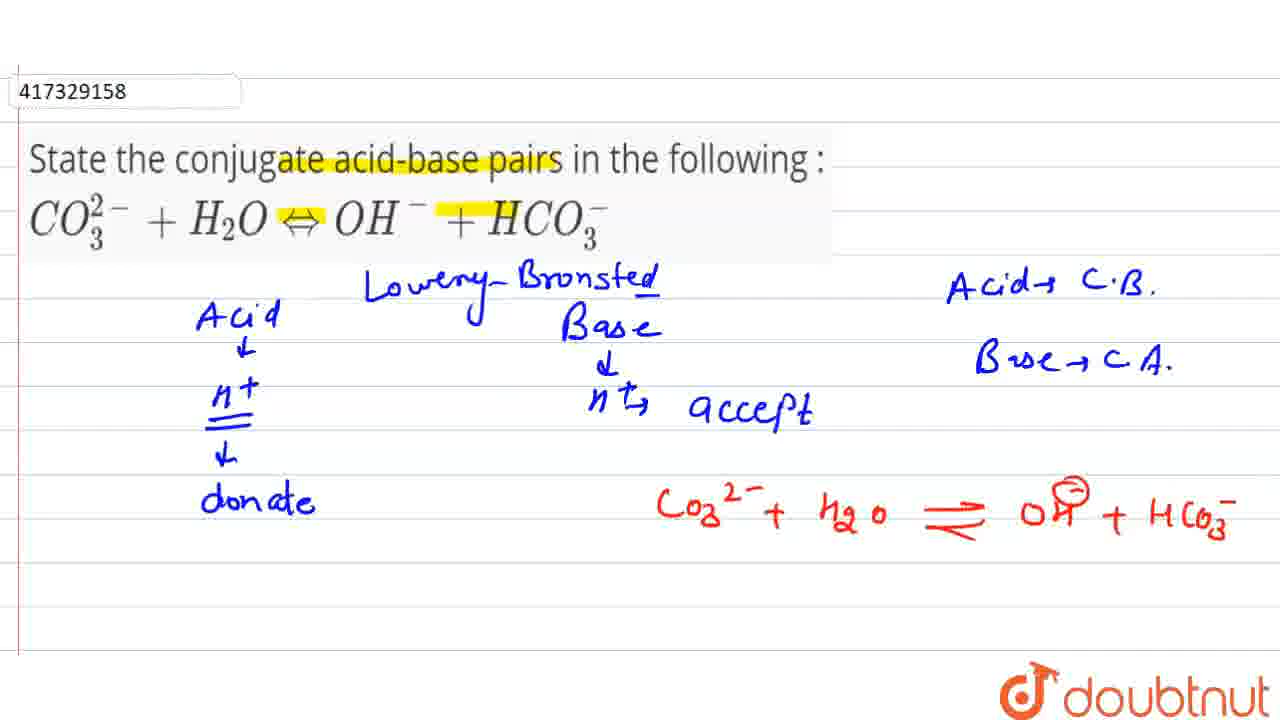 417329158
State the conjugate acid-base pairs in the following :
CO₃²⁻ + H₂O ⇔ OH⁻ + HCO₃⁻
Lowery-Bronsted
Acid → C.B.
Acid
Base
↓
↓
Base → C.A.
H⁺
H⁺→ accept
↓
donate
CO₃²⁻ + H₂O ⇌ OH⁻ + HCO₃⁻
doubtnut